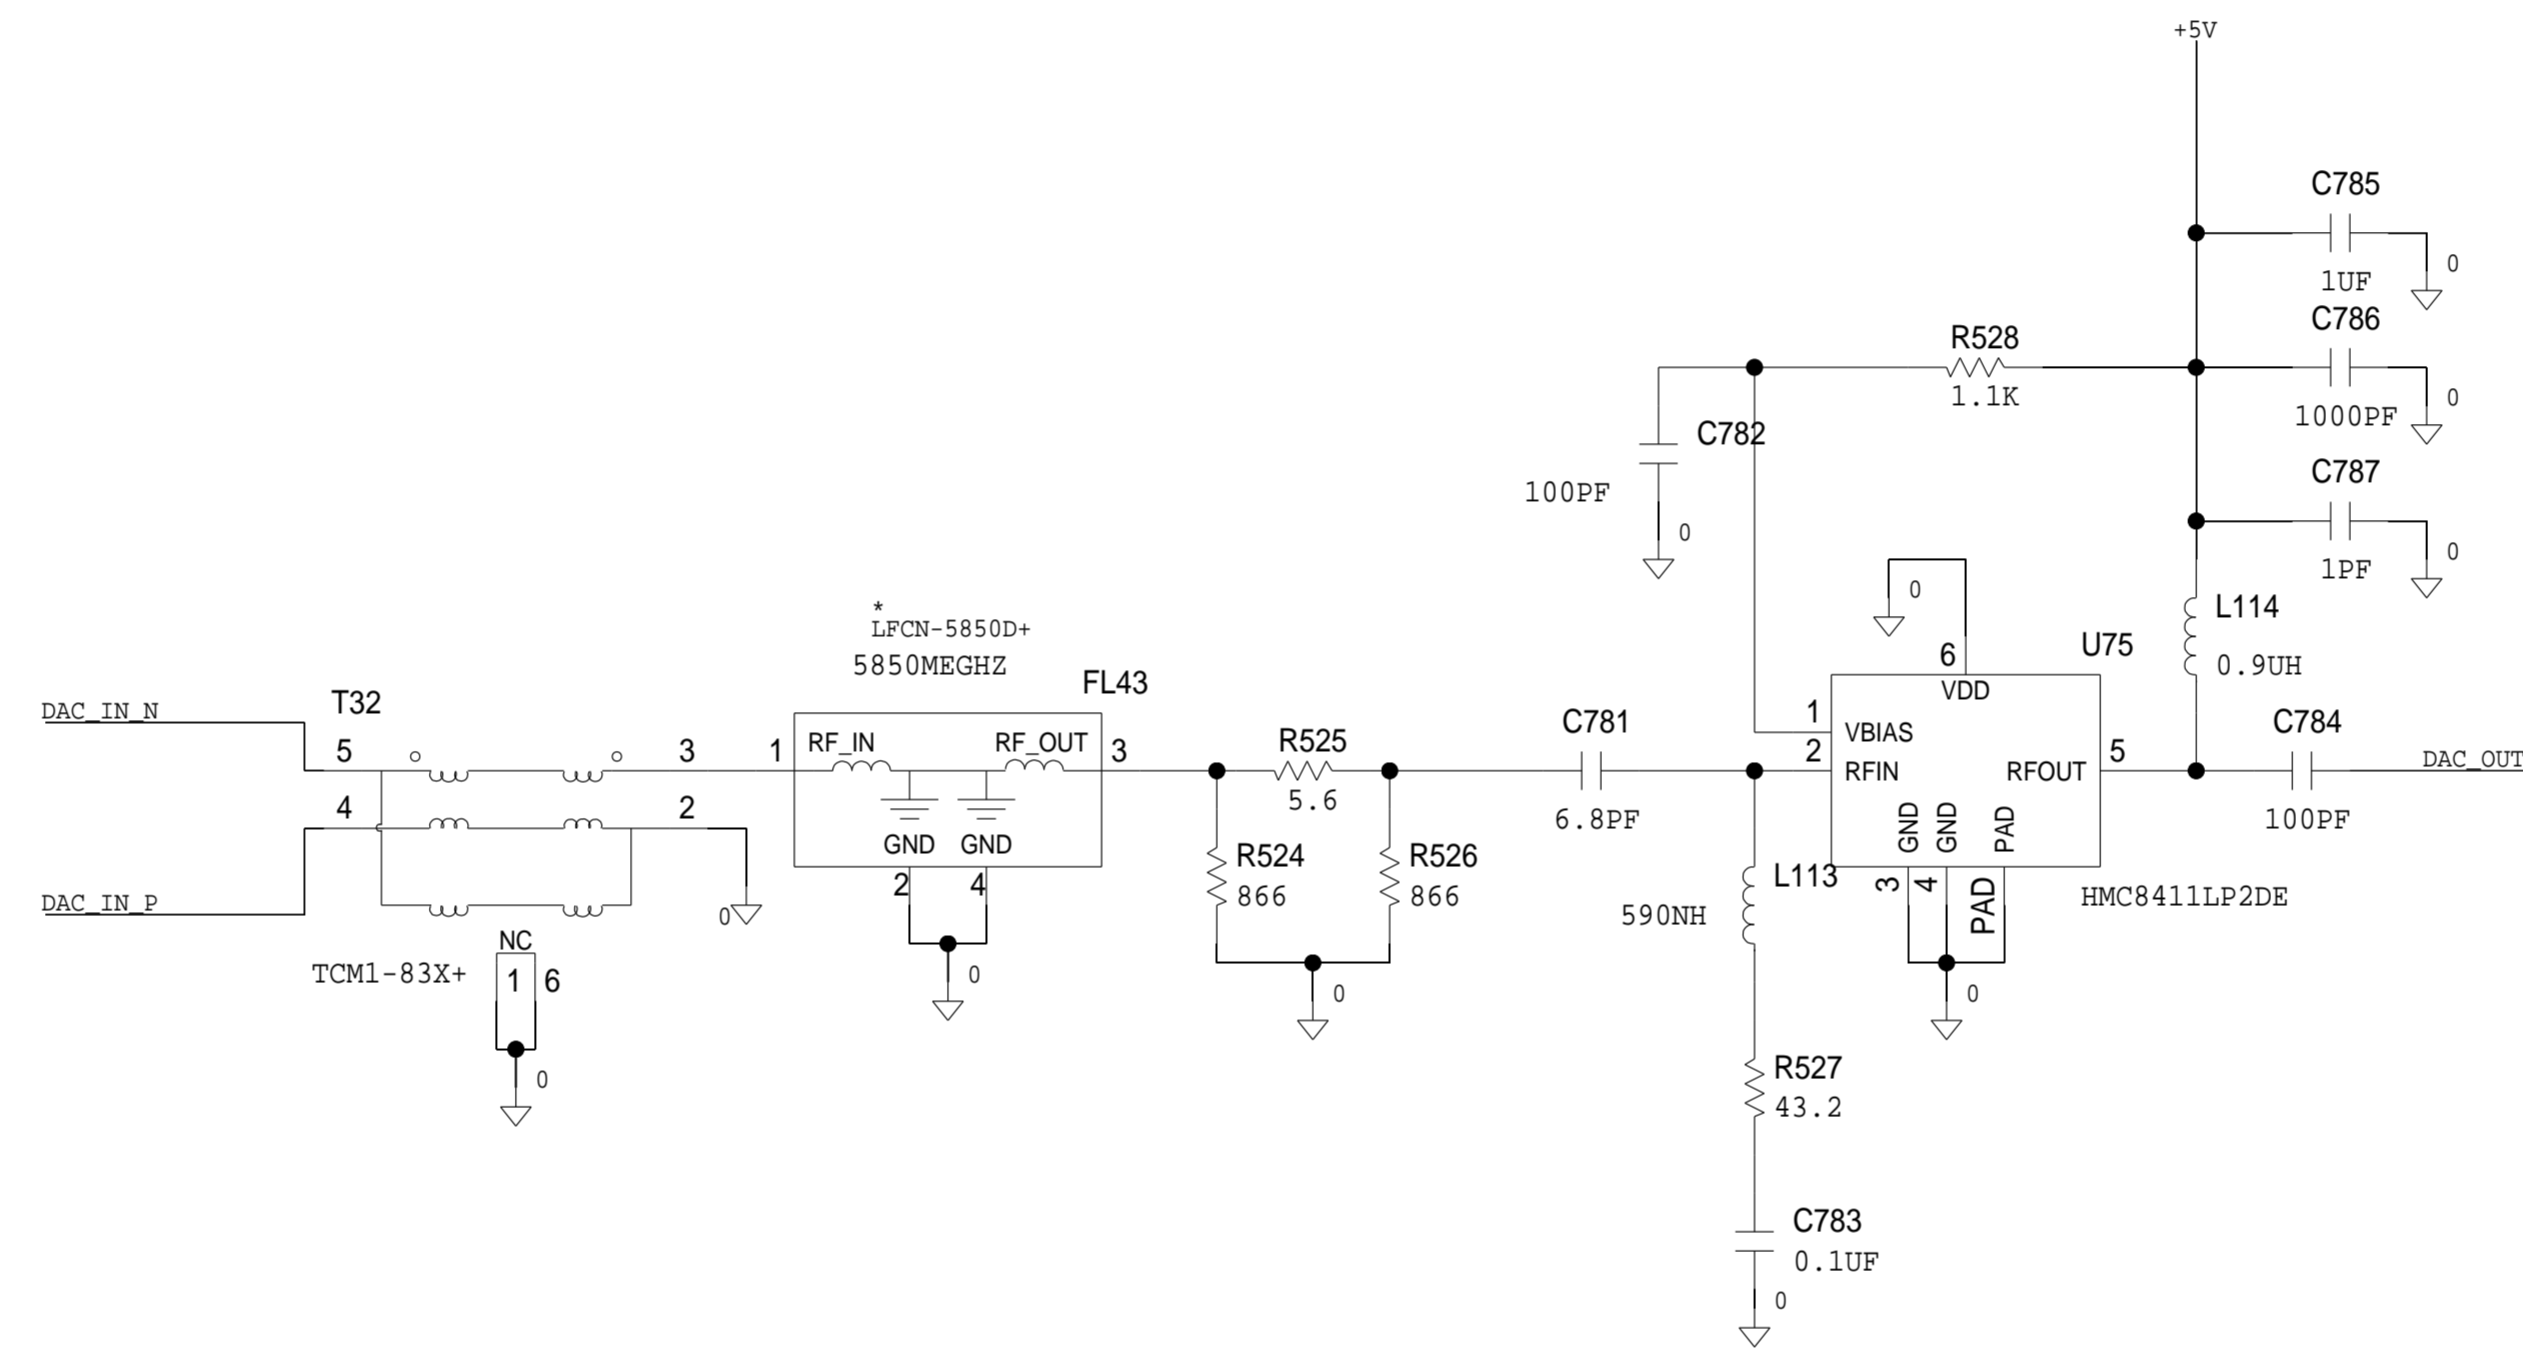 +5V
C785
1UF
0
C786
1000PF
0
C787
1PF
0
R528
1.1K
C782
100PF
0
0
L114
0.9UH
*
LFCN-5850D+
5850MEGHZ
FL43
U75
6
VDD
DAC_IN_N
T32
5
3
1
RF_IN
RF_OUT
3
R525
5.6
C781
6.8PF
1
VBIAS
2
RFIN
RFOUT
5
C784
100PF
DAC_OUT
4
2
GND
GND
2
4
0
R524
866
R526
866
L113
590NH
GND
GND
PAD
3
4
PAD
HMC8411LP2DE
DAC_IN_P
0
NC
TCM1-83X+
1
6
0
0
0
R527
43.2
C783
0.1UF
0